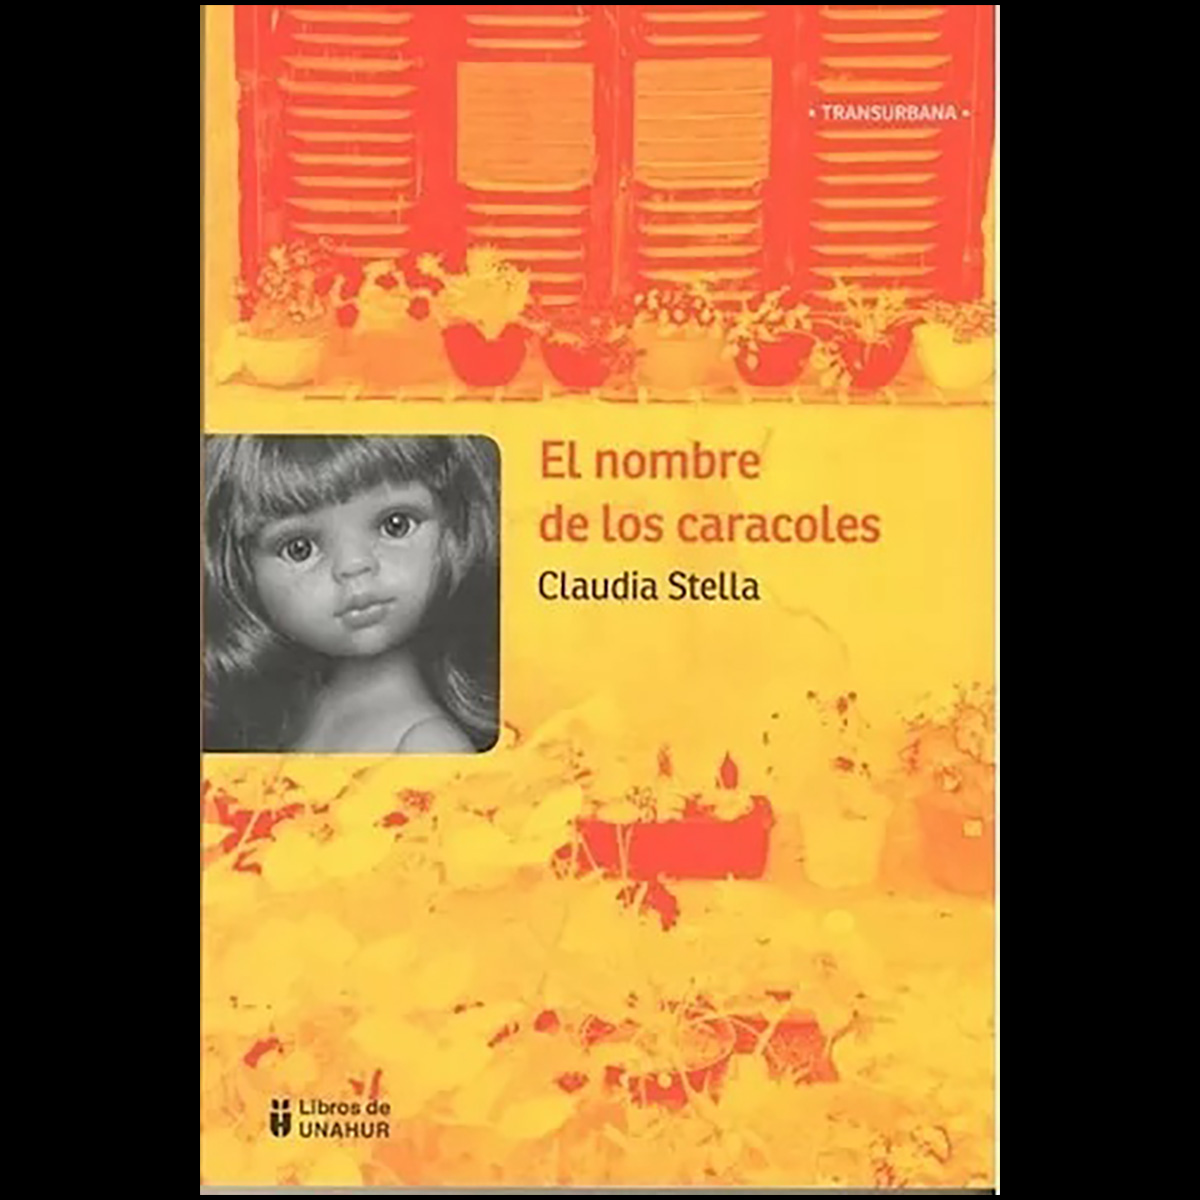 • TRANSURBANA •
El nombre
de los caracoles
Claudia Stella
Libros de
UNAHUR